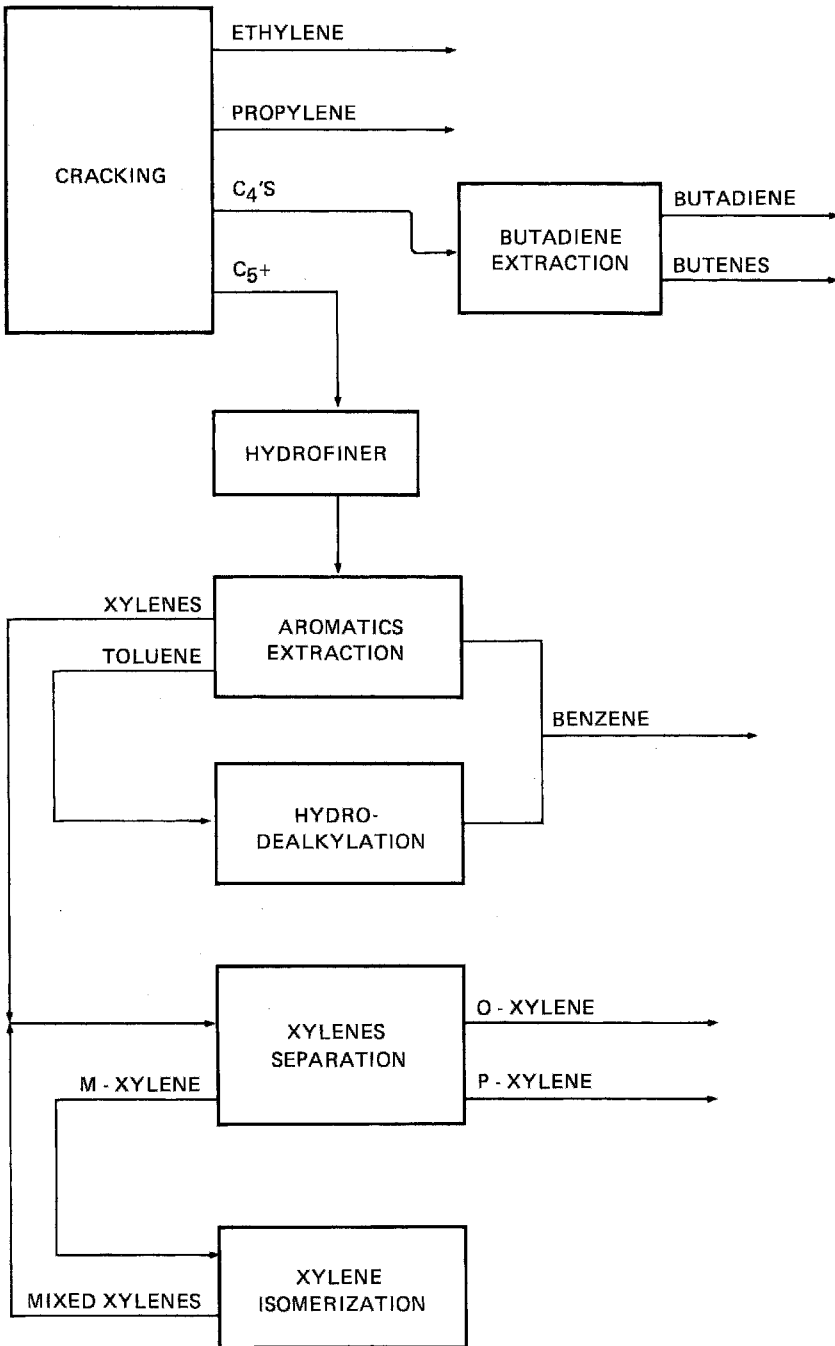 ETHYLENE
PROPYLENE
CRACKING
C₄'S
BUTADIENE
BUTADIENE
EXTRACTION
BUTENES
C₅+
HYDROFINER
XYLENES
AROMATICS
EXTRACTION
TOLUENE
BENZENE
HYDRO-
DEALKYLATION
O - XYLENE
XYLENES
SEPARATION
M - XYLENE
P - XYLENE
XYLENE
ISOMERIZATION
MIXED XYLENES